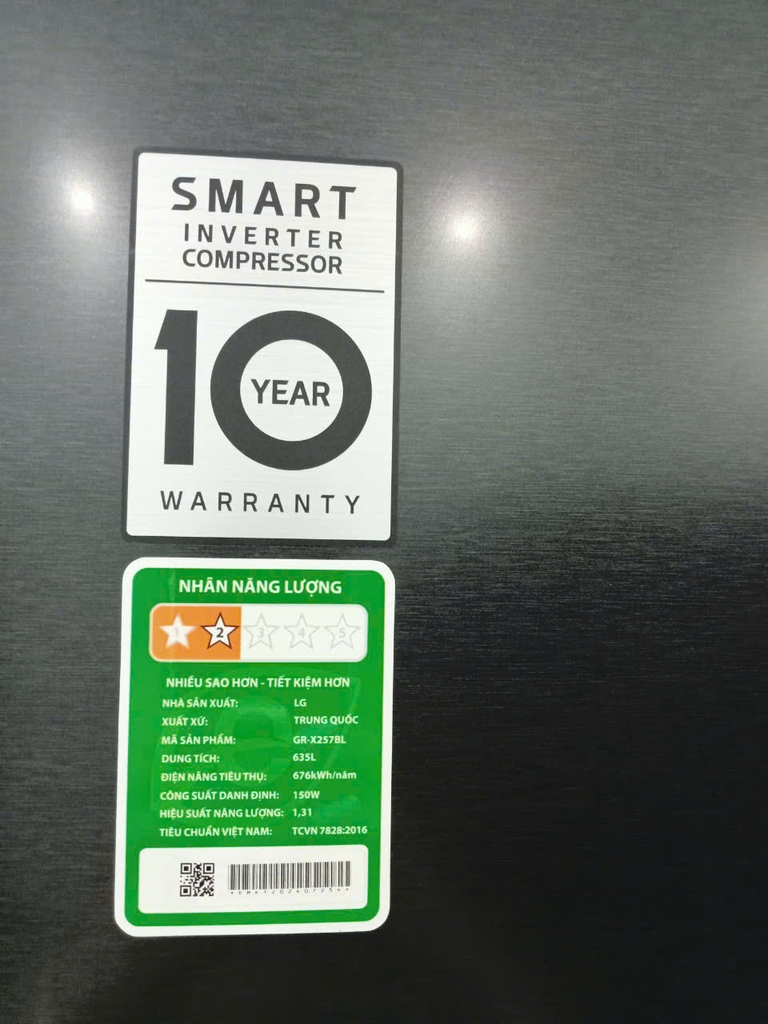 SMART
INVERTER
COMPRESSOR
10
YEAR
WARRANTY
NHÃN NĂNG LƯỢNG
1 2 3 4 5
NHIỀU SAO HƠN - TIẾT KIỆM HƠN
NHÀ SẢN XUẤT: LG
XUẤT XỨ: TRUNG QUỐC
MÃ SẢN PHẨM: GR-X257BL
DUNG TÍCH: 635L
ĐIỆN NĂNG TIÊU THỤ: 676kWh/năm
CÔNG SUẤT DANH ĐỊNH: 150W
HIỆU SUẤT NĂNG LƯỢNG: 1,31
TIÊU CHUẨN VIỆT NAM: TCVN 7828:2016